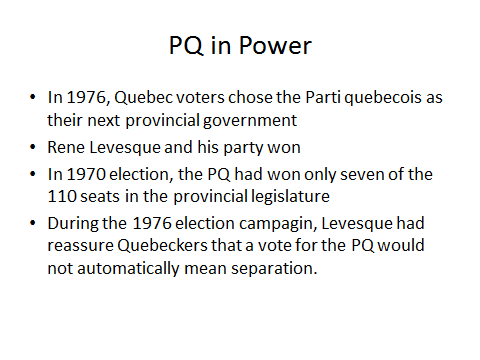 PQ in Power
• In 1976, Quebec voters chose the Parti quebecois as
their next provincial government
• Rene Levesque and his party won
• In 1970 election, the PQ had won only seven of the
110 seats in the provincial legislature
• During the 1976 election campagin, Levesque had
reassure Quebeckers that a vote for the PQ would
not automatically mean separation.